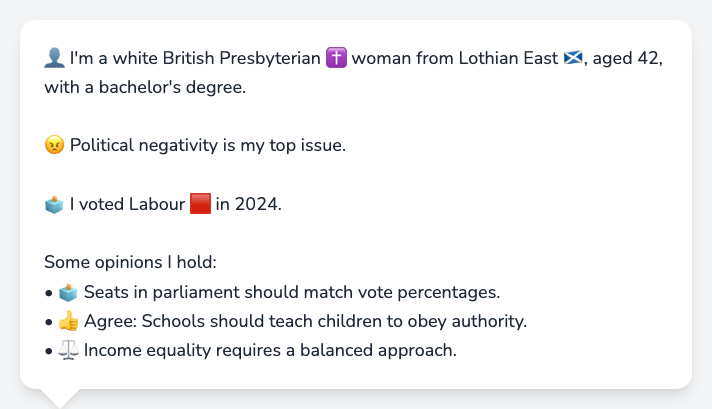 👤 I'm a white British Presbyterian ✝️ woman from Lothian East 🏴󠁧󠁢󠁳󠁣󠁴󠁿, aged 42,
with a bachelor's degree.
😠 Political negativity is my top issue.
🗳️ I voted Labour 🟥 in 2024.
Some opinions I hold:
• 🗳️ Seats in parliament should match vote percentages.
• 👍 Agree: Schools should teach children to obey authority.
• ⚖️ Income equality requires a balanced approach.